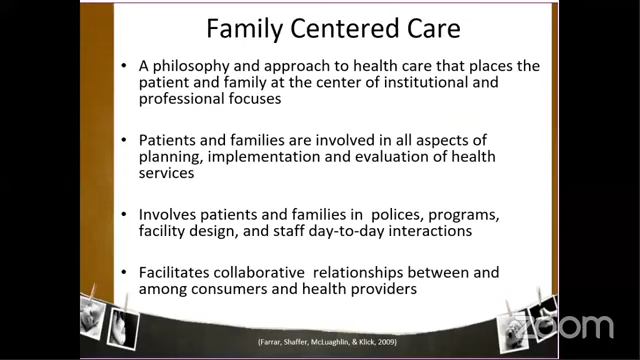 Family Centered Care
• A philosophy and approach to health care that places the
patient and family at the center of institutional and
professional focuses
• Patients and families are involved in all aspects of
planning, implementation and evaluation of health
services
• Involves patients and families in polices, programs,
facility design, and staff day-to-day interactions
• Facilitates collaborative relationships between and
among consumers and health providers
(Farrar, Shaffer, McLuaghlin, & Klick, 2009)
zoom